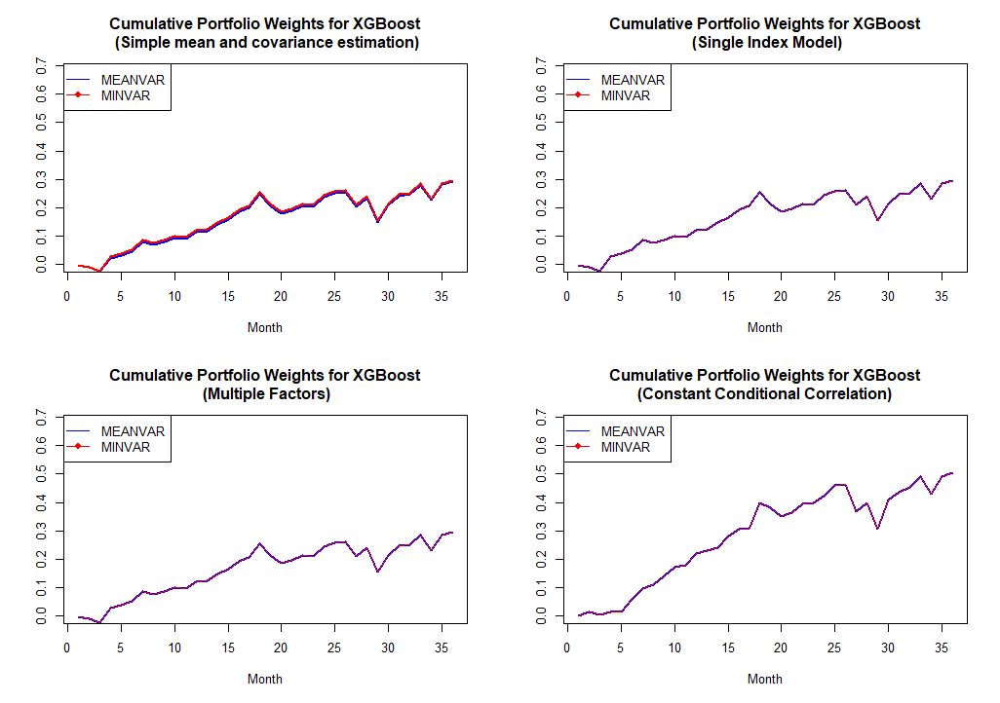 Cumulative Portfolio Weights for XGBoost
(Simple mean and covariance estimation)
0.7
0.6
0.5
0.4
0.3
0.2
0.1
0.0
MEANVAR
MINVAR
0 5 10 15 20 25 30 35
Month
Cumulative Portfolio Weights for XGBoost
(Single Index Model)
0.7
0.6
0.5
0.4
0.3
0.2
0.1
0.0
MEANVAR
MINVAR
0 5 10 15 20 25 30 35
Month
Cumulative Portfolio Weights for XGBoost
(Multiple Factors)
0.7
0.6
0.5
0.4
0.3
0.2
0.1
0.0
MEANVAR
MINVAR
0 5 10 15 20 25 30 35
Month
Cumulative Portfolio Weights for XGBoost
(Constant Conditional Correlation)
0.7
0.6
0.5
0.4
0.3
0.2
0.1
0.0
MEANVAR
MINVAR
0 5 10 15 20 25 30 35
Month